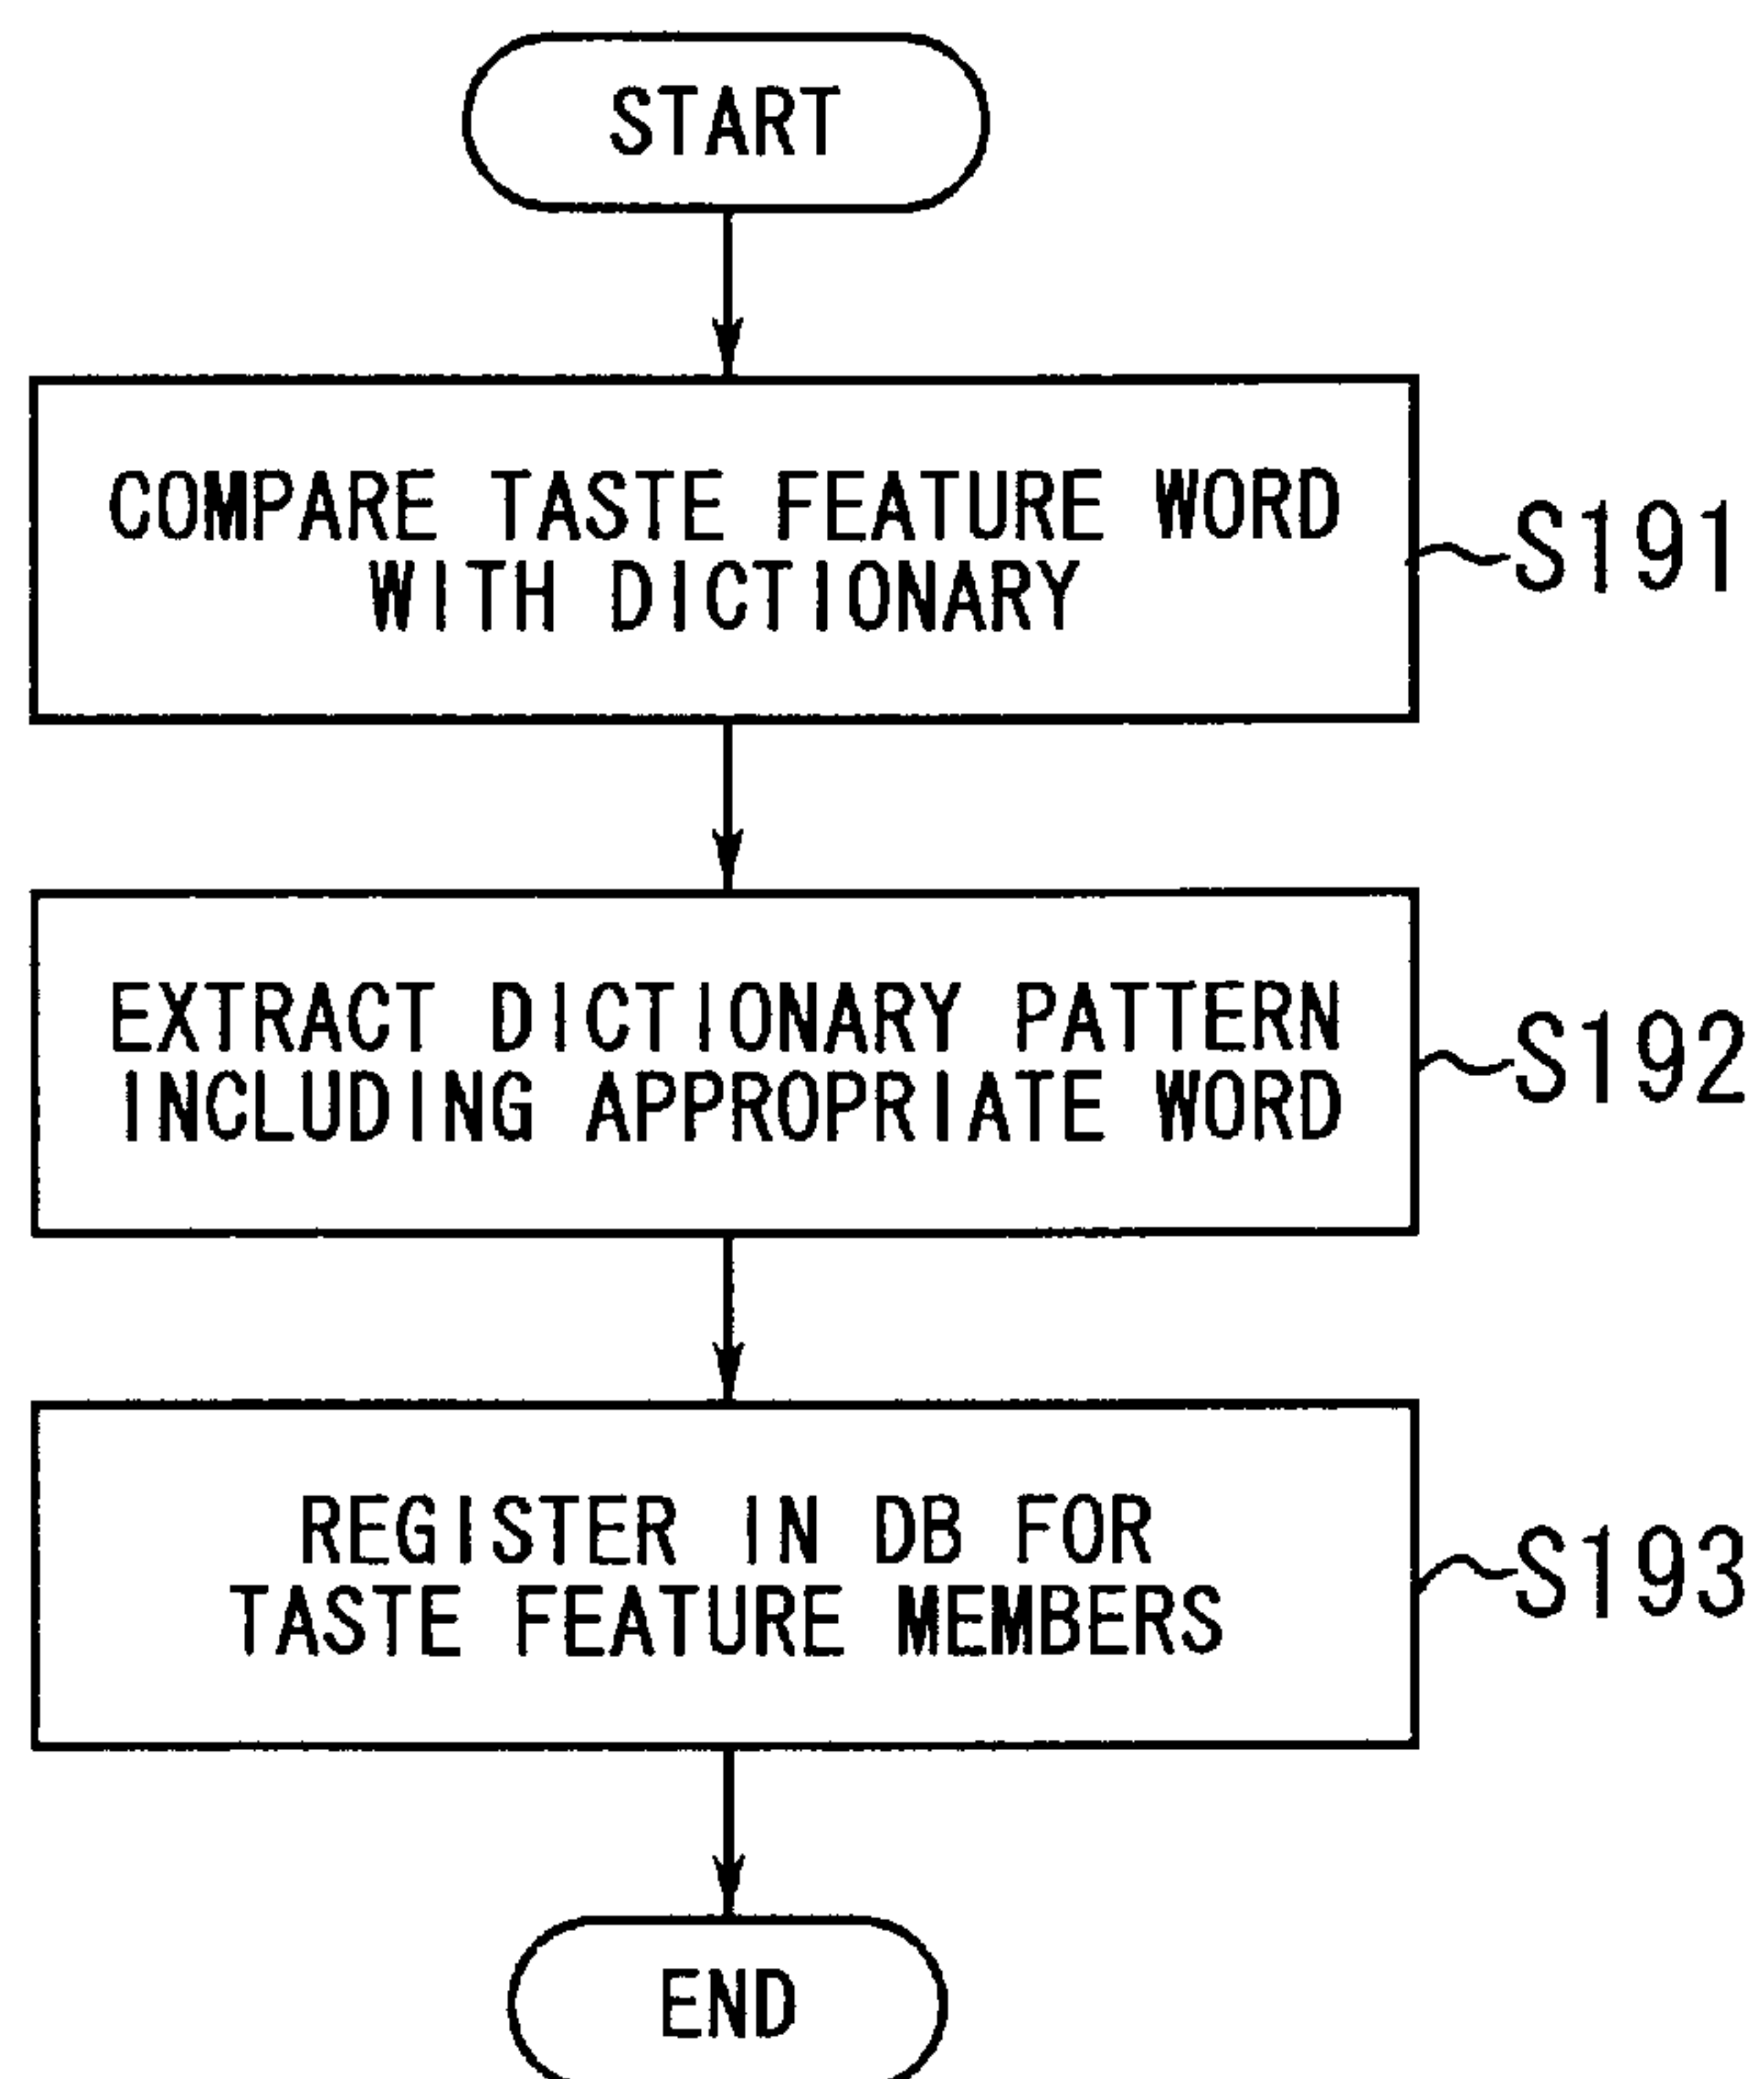 START
COMPARE TASTE FEATURE WORD
WITH DICTIONARY
S191
EXTRACT DICTIONARY PATTERN
INCLUDING APPROPRIATE WORD
S192
REGISTER IN DB FOR
TASTE FEATURE MEMBERS
S193
END